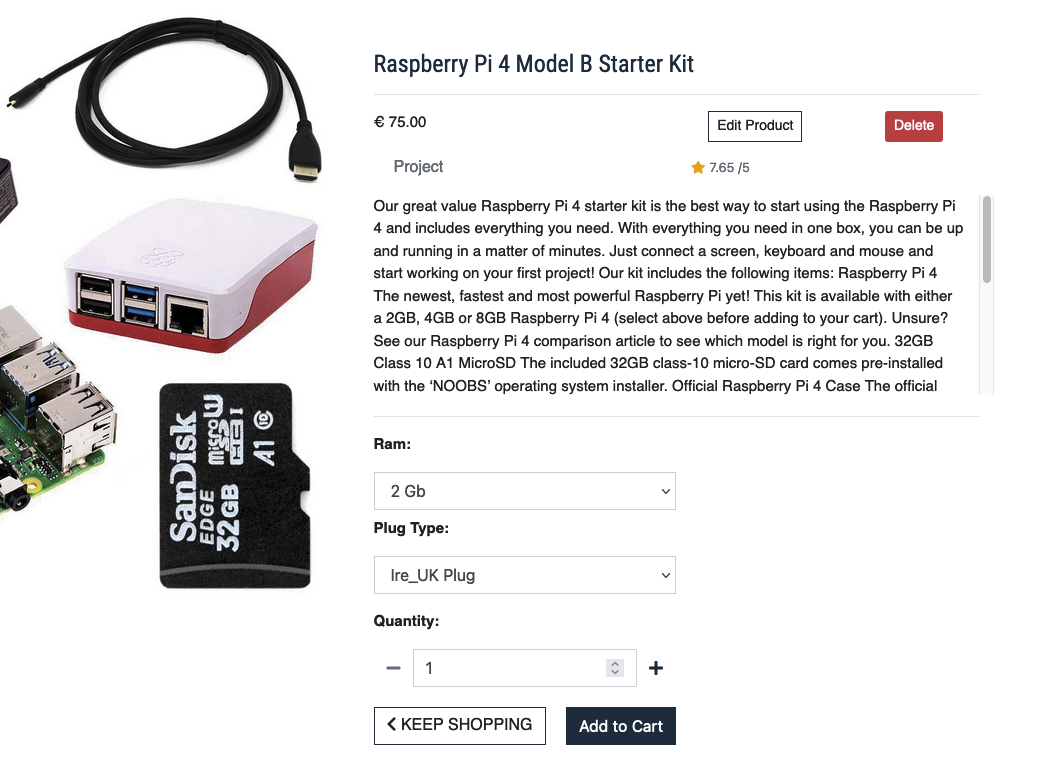 Raspberry Pi 4 Model B Starter Kit
€ 75.00
Edit Product
Delete
Project
7.65 /5
Our great value Raspberry Pi 4 starter kit is the best way to start using the Raspberry Pi
4 and includes everything you need. With everything you need in one box, you can be up
and running in a matter of minutes. Just connect a screen, keyboard and mouse and
start working on your first project! Our kit includes the following items: Raspberry Pi 4
The newest, fastest and most powerful Raspberry Pi yet! This kit is available with either
a 2GB, 4GB or 8GB Raspberry Pi 4 (select above before adding to your cart). Unsure?
See our Raspberry Pi 4 comparison article to see which model is right for you. 32GB
Class 10 A1 MicroSD The included 32GB class-10 micro-SD card comes pre-installed
with the ‘NOOBS’ operating system installer. Official Raspberry Pi 4 Case The official
SanDisk
EDGE
32GB
microSD
HC I
U
A1
10
Ram:
2 Gb
Plug Type:
Ire_UK Plug
Quantity:
1
KEEP SHOPPING
Add to Cart